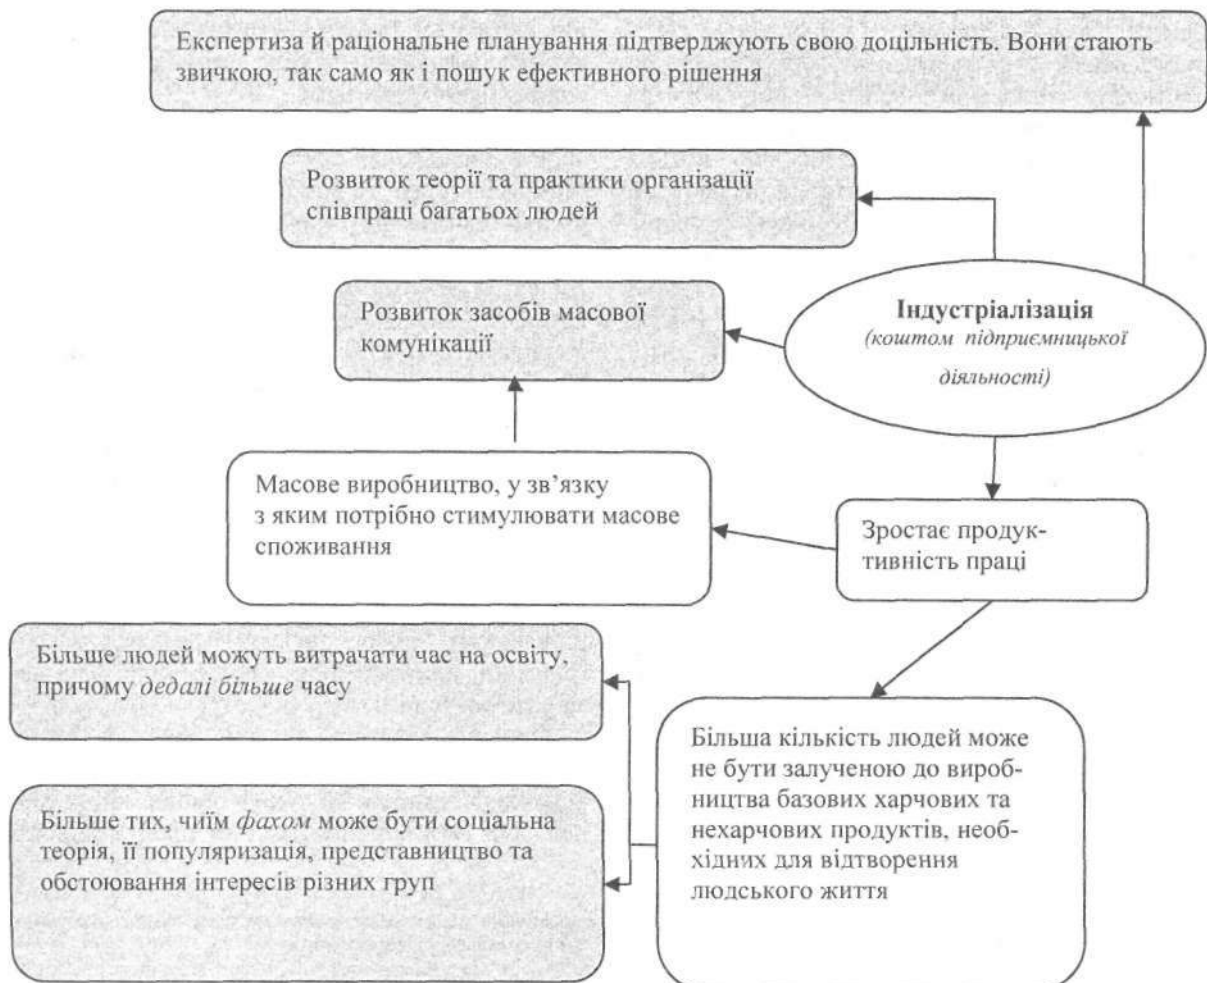 Експертиза й раціональне планування підтверджують свою доцільність. Вони стають
звичкою, так само як і пошук ефективного рішення
Розвиток теорії та практики організації
співпраці багатьох людей
Індустріалізація
(коштом підприємницької
діяльності)
Розвиток засобів масової
комунікації
Масове виробництво, у зв’язку
з яким потрібно стимулювати масове
споживання
Зростає продук-
тивність праці
Більше людей можуть витрачати час на освіту,
причому дедалі більше часу
Більша кількість людей може
не бути залученою до вироб-
ництва базових харчових та
нехарчових продуктів, необ-
хідних для відтворення
людського життя
Більше тих, чиїм фахом може бути соціальна
теорія, її популяризація, представництво та
обстоювання інтересів різних груп